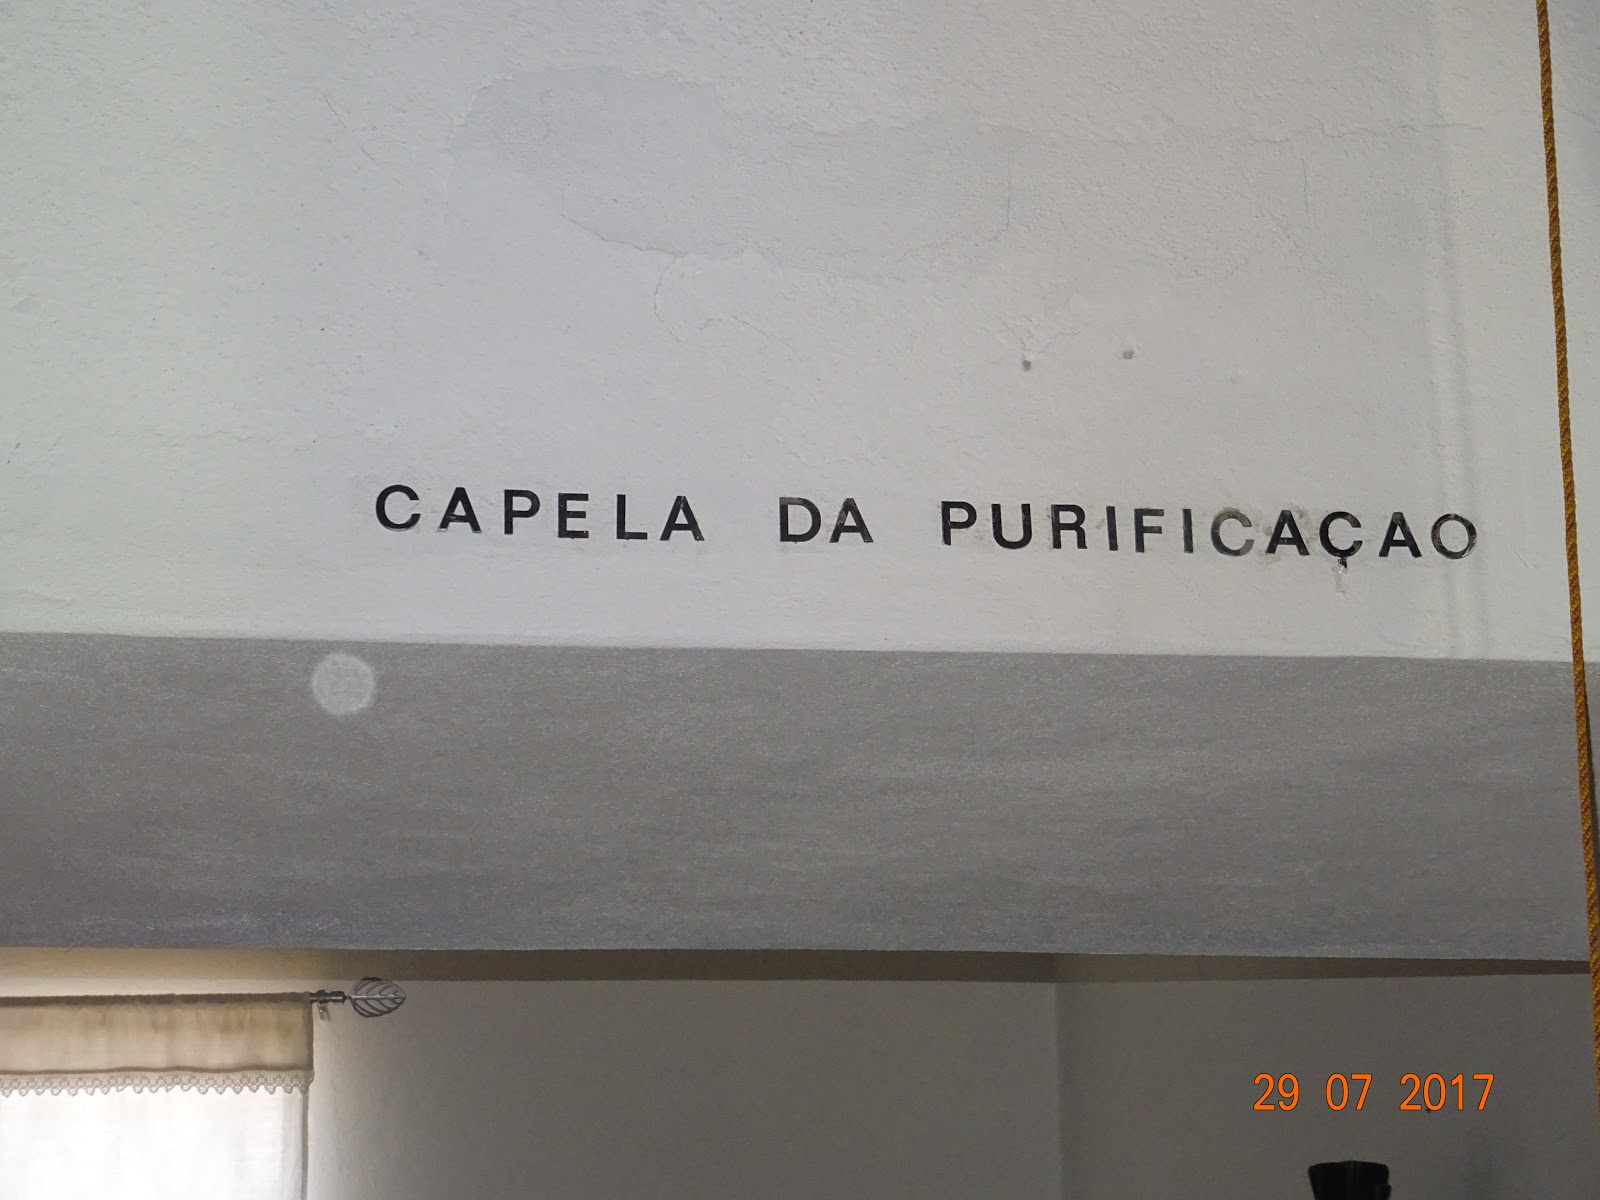 CAPELA DA PURIFICAÇAO
29 07 2017